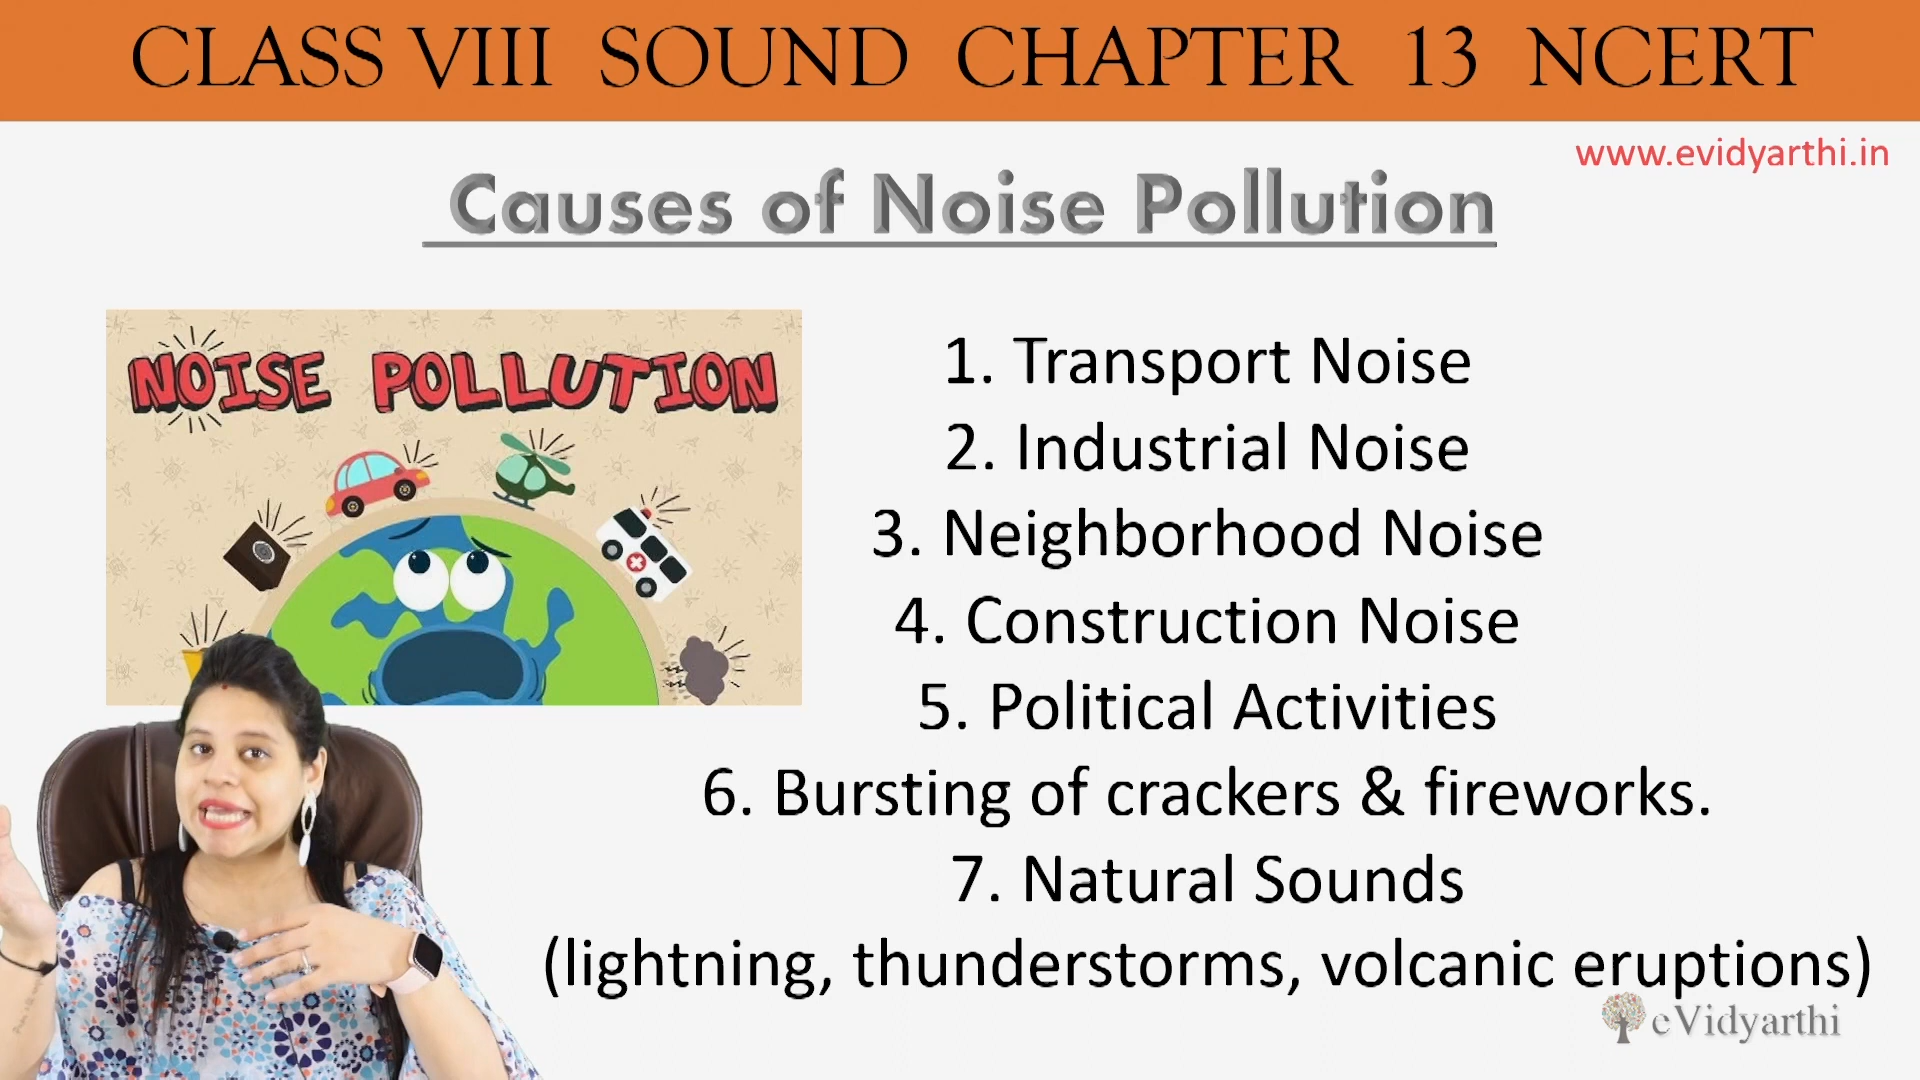 CLASS VIII SOUND CHAPTER 13 NCERT
www.evidyarthi.in
Causes of Noise Pollution
NOISE POLLUTION
1. Transport Noise
2. Industrial Noise
3. Neighborhood Noise
4. Construction Noise
5. Political Activities
6. Bursting of crackers & fireworks.
7. Natural Sounds
(lightning, thunderstorms, volcanic eruptions)
eVidyarthi